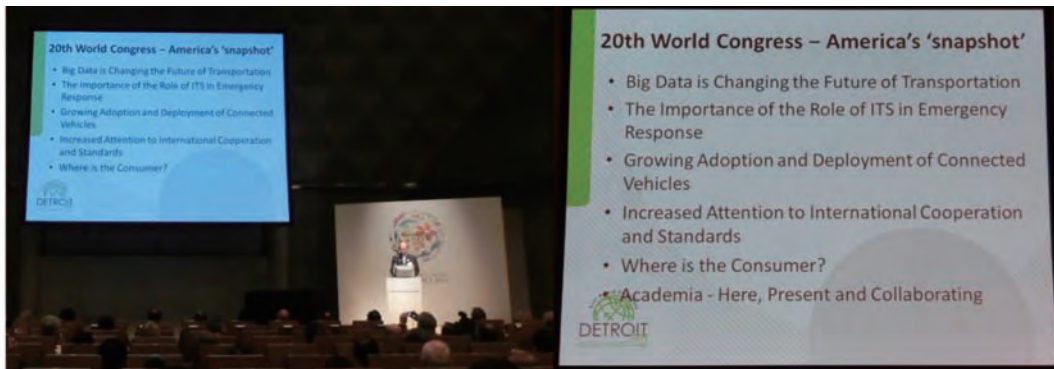 20th World Congress – America's 'snapshot'
• Big Data is Changing the Future of Transportation
• The Importance of the Role of ITS in Emergency
Response
• Growing Adoption and Deployment of Connected
Vehicles
• Increased Attention to International Cooperation
and Standards
• Where is the Consumer?
DETROIT
20th World Congress – America's 'snapshot'
• Big Data is Changing the Future of Transportation
• The Importance of the Role of ITS in Emergency
Response
• Growing Adoption and Deployment of Connected
Vehicles
• Increased Attention to International Cooperation
and Standards
• Where is the Consumer?
• Academia - Here, Present and Collaborating
DETROIT